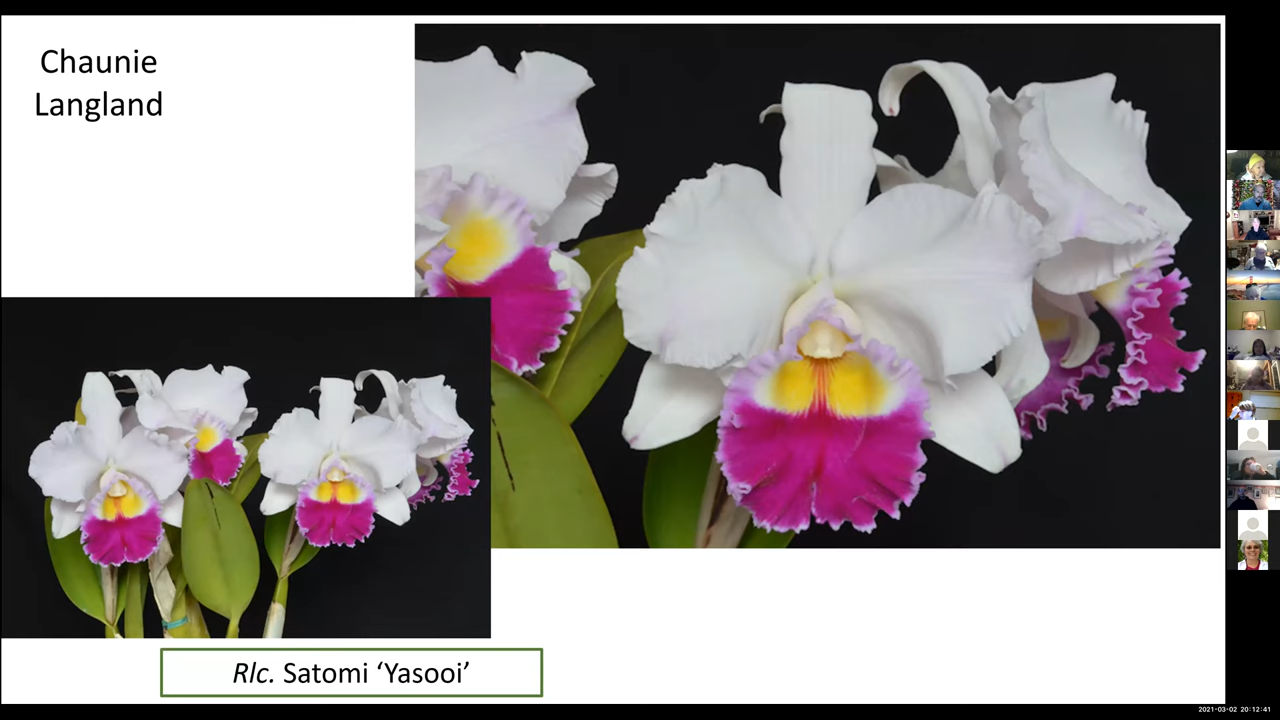 Chaunie
Langland
Rlc. Satomi ‘Yasooi’
2021-03-02 20:12:41